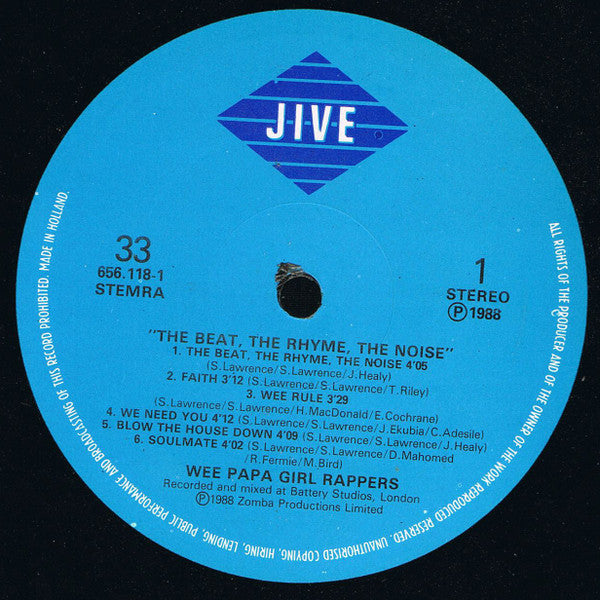 JIVE
33
656.118-1
STEMRA
1
STEREO
Ⓟ1988
"THE BEAT, THE RHYME, THE NOISE"
1. THE BEAT, THE RHYME, THE NOISE 4'05
(S.Lawrence/S.Lawrence/J.Healy)
2. FAITH 3'12 (S.Lawrence/S.Lawrence/T.Riley)
3. WEE RULE 3'29
(S.Lawrence/S.Lawrence/H.MacDonald/E.Cochrane)
4. WE NEED YOU 4'12 (S.Lawrence/S.Lawrence/J.Ekubia/C.Adesile)
5. BLOW THE HOUSE DOWN 4'09 (S.Lawrence/S.Lawrence/J.Healy)
6. SOULMATE 4'02 (S.Lawrence/S.Lawrence/D.Mahomed
/R.Fermie/M.Bird)
WEE PAPA GIRL RAPPERS
Recorded and mixed at Battery Studios, London
Ⓟ1988 Zomba Productions Limited
ALL RIGHTS OF THE PRODUCER AND OF THE OWNER OF THE WORK REPRODUCED RESERVED. UNAUTHORISED COPYING, HIRING, LENDING, PUBLIC PERFORMANCE AND BROADCASTING OF THIS RECORD PROHIBITED. MADE IN HOLLAND.